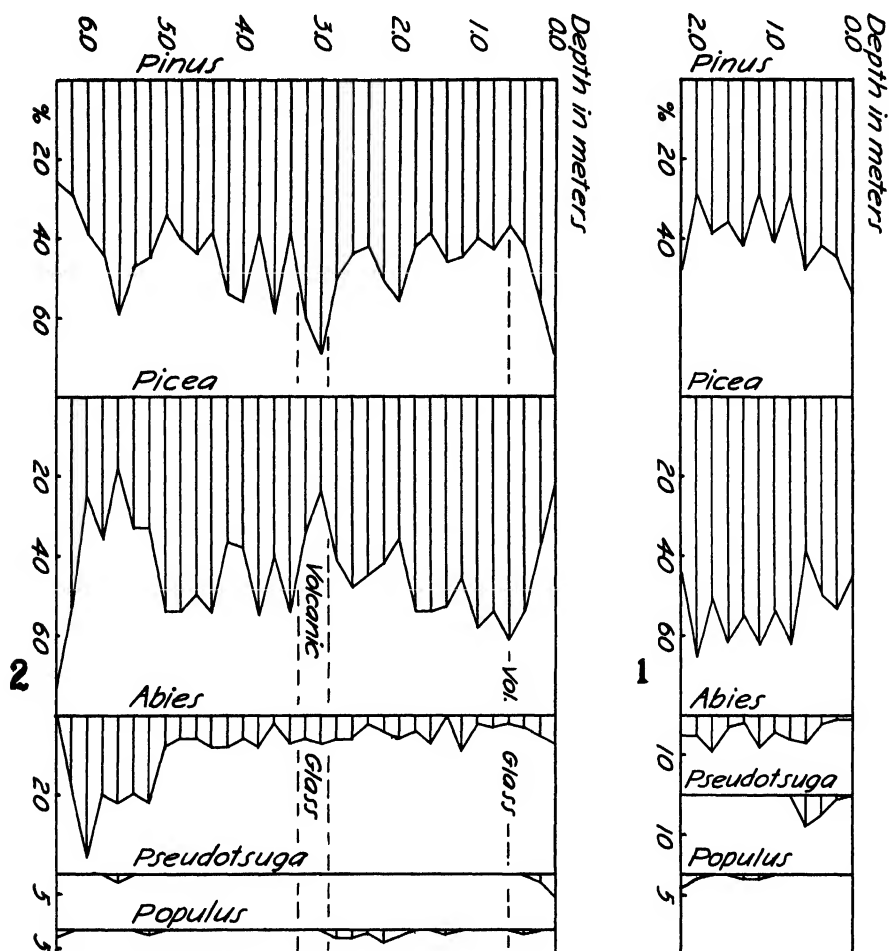 Depth in meters
6.0 5.0 4.0 3.0 2.0 1.0 0.0
Pinus
% 20 40 60
Picea
20 40 60
Volcanic
Vol.
2
Abies
20
Glass
Glass
Pseudotsuga
5
Populus
5
Depth in meters
2.0 1.0 0.0
Pinus
% 20 40
Picea
20 40 60
1
Abies
10
Pseudotsuga
10
Populus
5